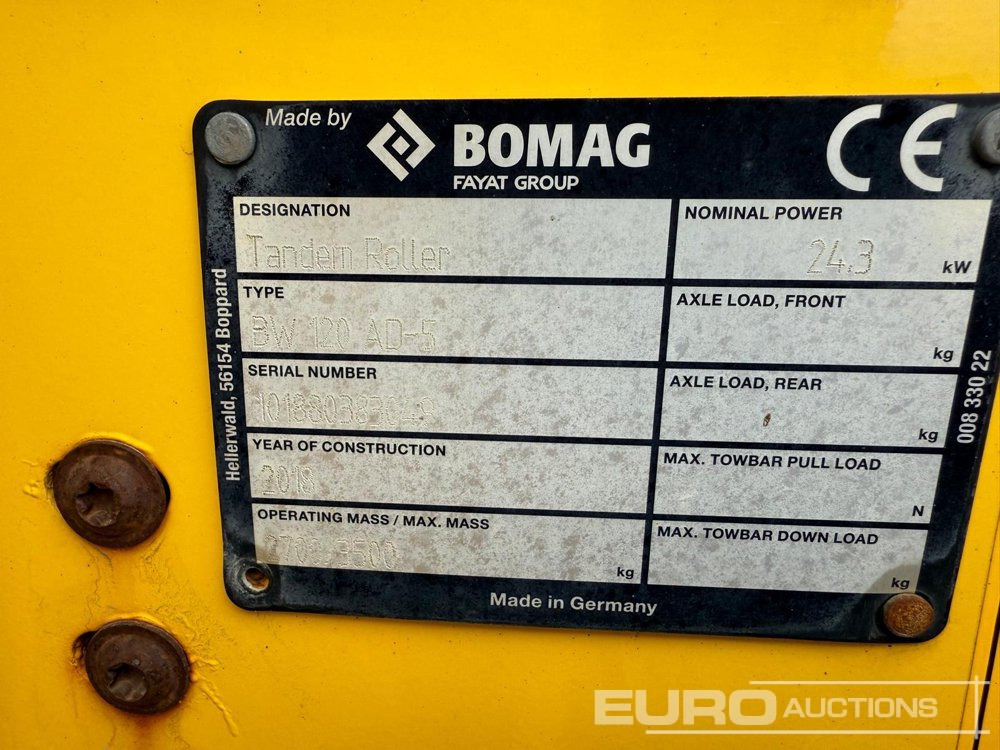 Made by
BOMAG
FAYAT GROUP
CE
DESIGNATION
Tandem Roller
NOMINAL POWER
24.3 kW
TYPE
BW 120 AD-5
AXLE LOAD, FRONT
kg
SERIAL NUMBER
AXLE LOAD, REAR
kg
YEAR OF CONSTRUCTION
2018
MAX. TOWBAR PULL LOAD
N
OPERATING MASS / MAX. MASS
3500 kg
MAX. TOWBAR DOWN LOAD
kg
Made in Germany
Hellerwald, 56154 Boppard
008 330 22
EURO AUCTIONS